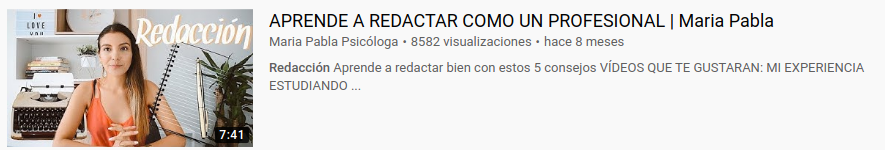 I
LOVE
Redacción
7:41
APRENDE A REDACTAR COMO UN PROFESIONAL | Maria Pabla
Maria Pabla Psicóloga • 8582 visualizaciones • hace 8 meses
Redacción Aprende a redactar bien con estos 5 consejos VÍDEOS QUE TE GUSTARAN: MI EXPERIENCIA
ESTUDIANDO ...